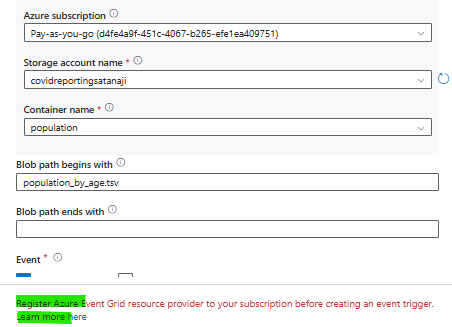 Azure subscription
Pay-as-you-go (d4fe4a9f-451c-4067-b265-efe1ea409751)
Storage account name *
covidreportingsatanaji
Container name *
population
Blob path begins with
population_by_age.tsv
Blob path ends with
Event *
Register Azure Event Grid resource provider to your subscription before creating an event trigger.
Learn more here